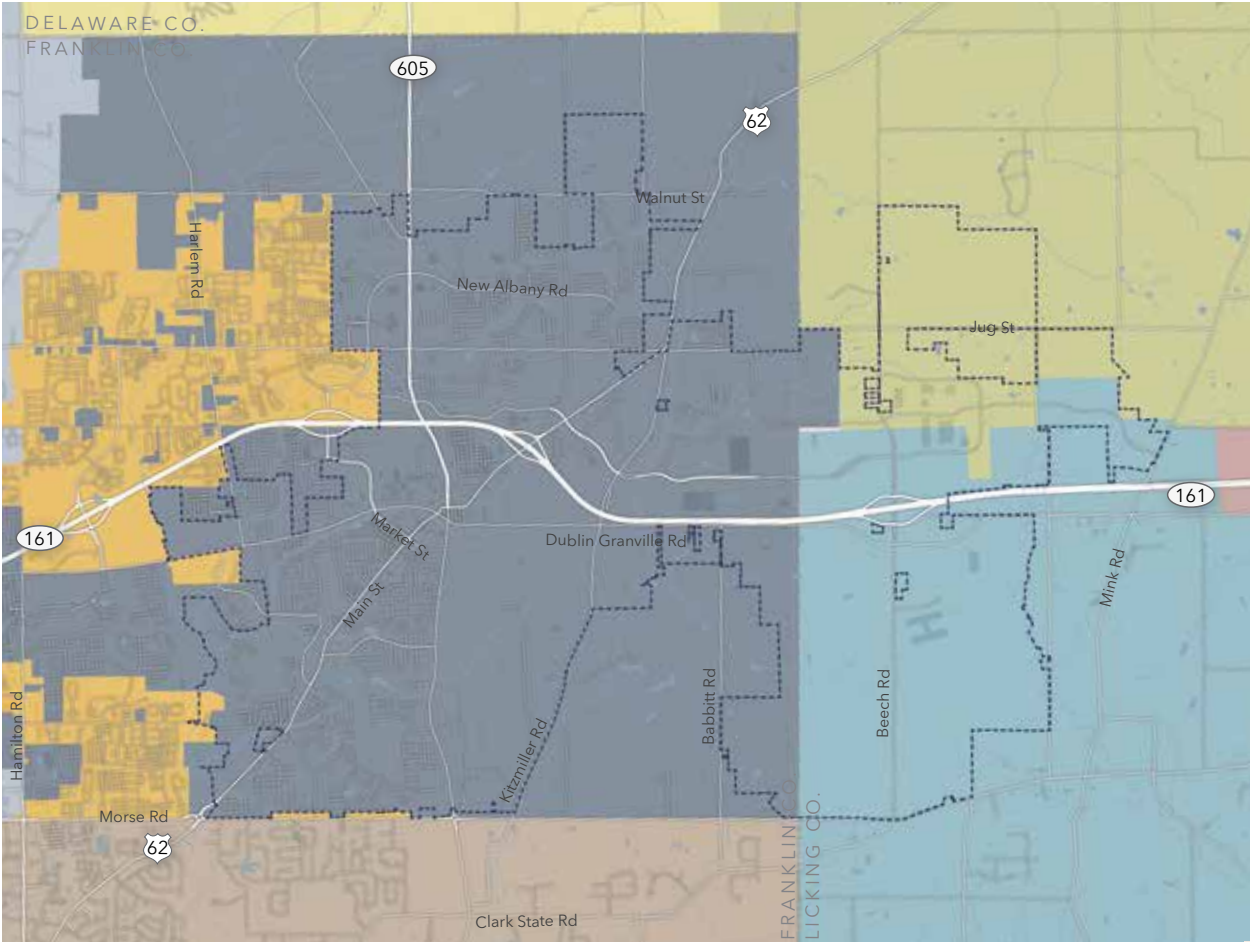 DELAWARE CO.
FRANKLIN CO.
605
62
Walnut St
Harlem Rd
New Albany Rd
Jug St
161
161
Market St
Dublin Granville Rd
Main St
Mink Rd
Hamilton Rd
Babbitt Rd
Beech Rd
Kitzmiller Rd
Morse Rd
62
FRANKLIN
LICKING CO.
Clark State Rd